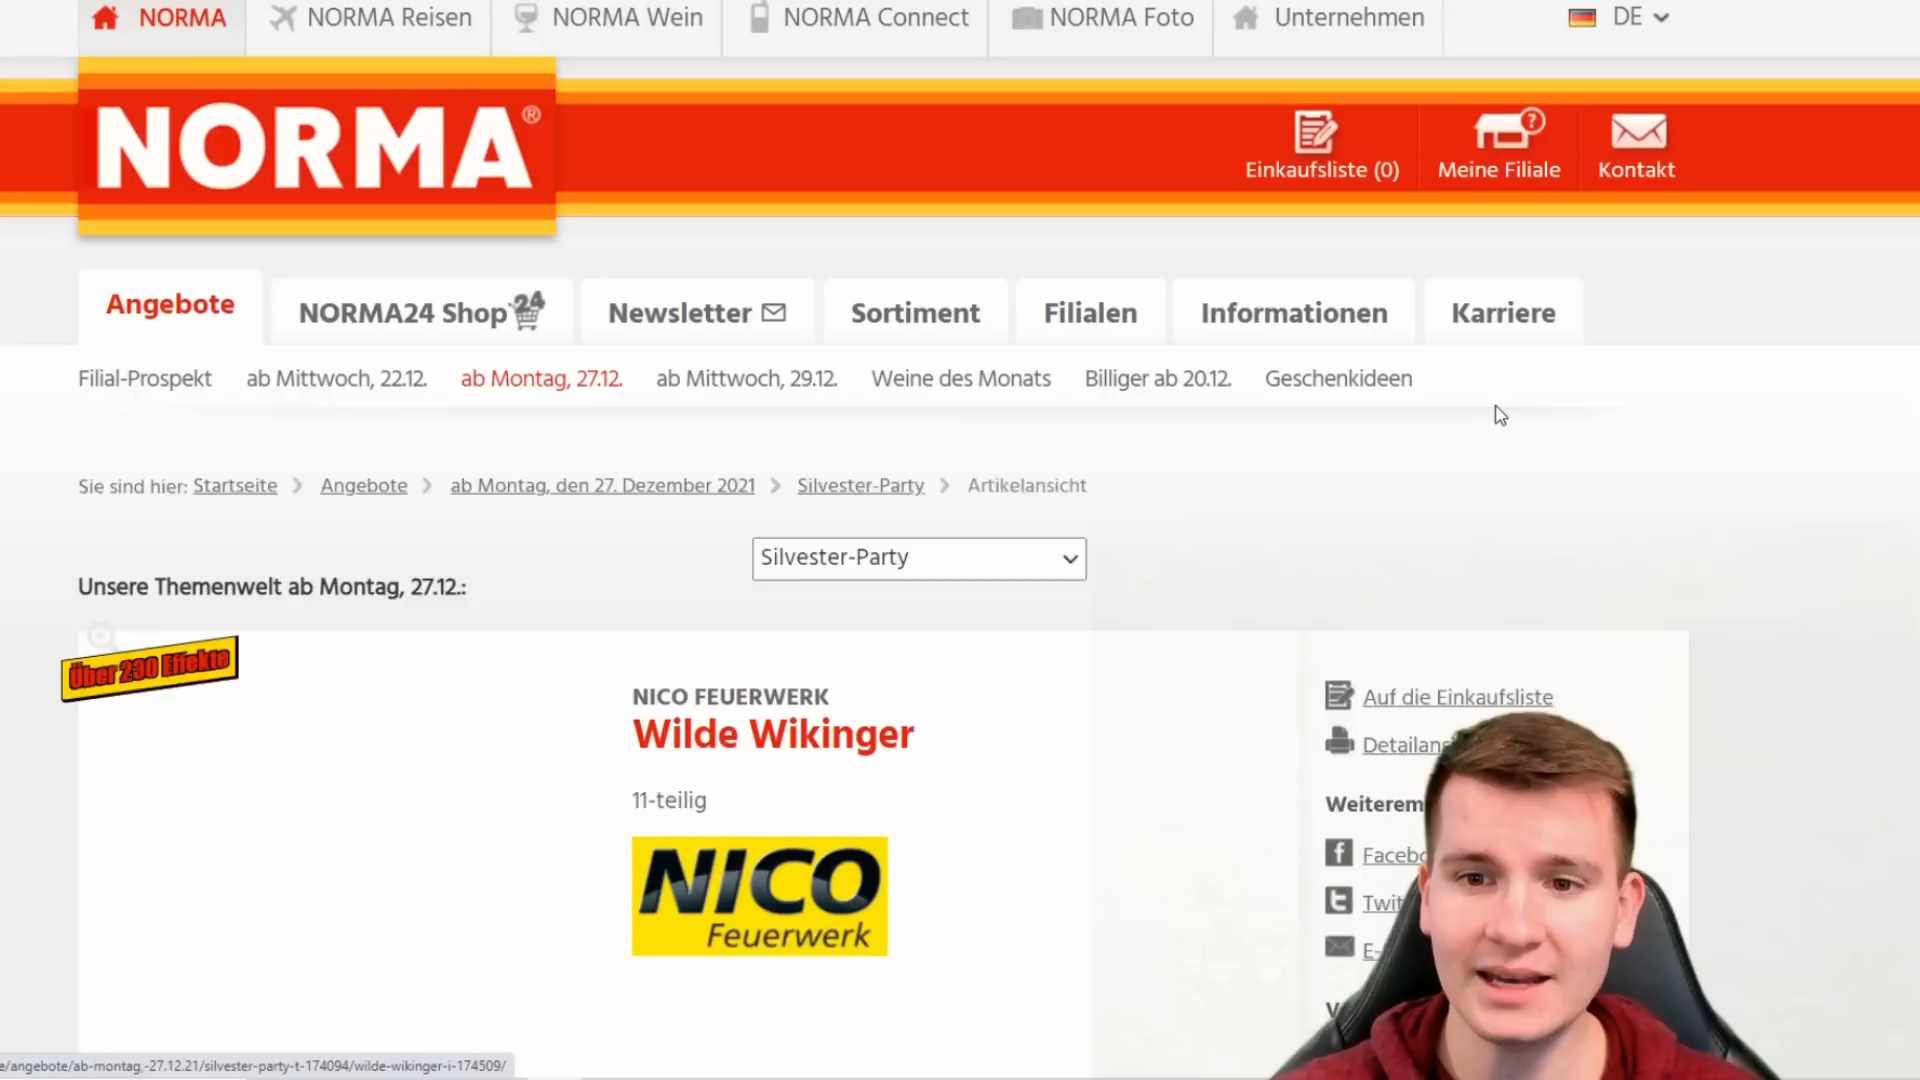 NORMA
NORMA Reisen
NORMA Wein
NORMA Connect
NORMA Foto
Unternehmen
DE
NORMA®
Einkaufsliste (0)
Meine Filiale
Kontakt
Angebote
NORMA24 Shop 24
Newsletter
Sortiment
Filialen
Informationen
Karriere
Filial-Prospekt
ab Mittwoch, 22.12.
ab Montag, 27.12.
ab Mittwoch, 29.12.
Weine des Monats
Billiger ab 20.12.
Geschenkideen
Sie sind hier: Startseite > Angebote > ab Montag, den 27. Dezember 2021 > Silvester-Party > Artikelansicht
Silvester-Party
Unsere Themenwelt ab Montag, 27.12.:
Über 230 Effekte
NICO FEUERWERK
Wilde Wikinger
11-teilig
NICO
Feuerwerk
Auf die Einkaufsliste
Detailans
Weiterem
Facebo
Twit
E-
e/angebote/ab-montag,-27.12.21/silvester-party-t-174094/wilde-wikinger-i-174509/